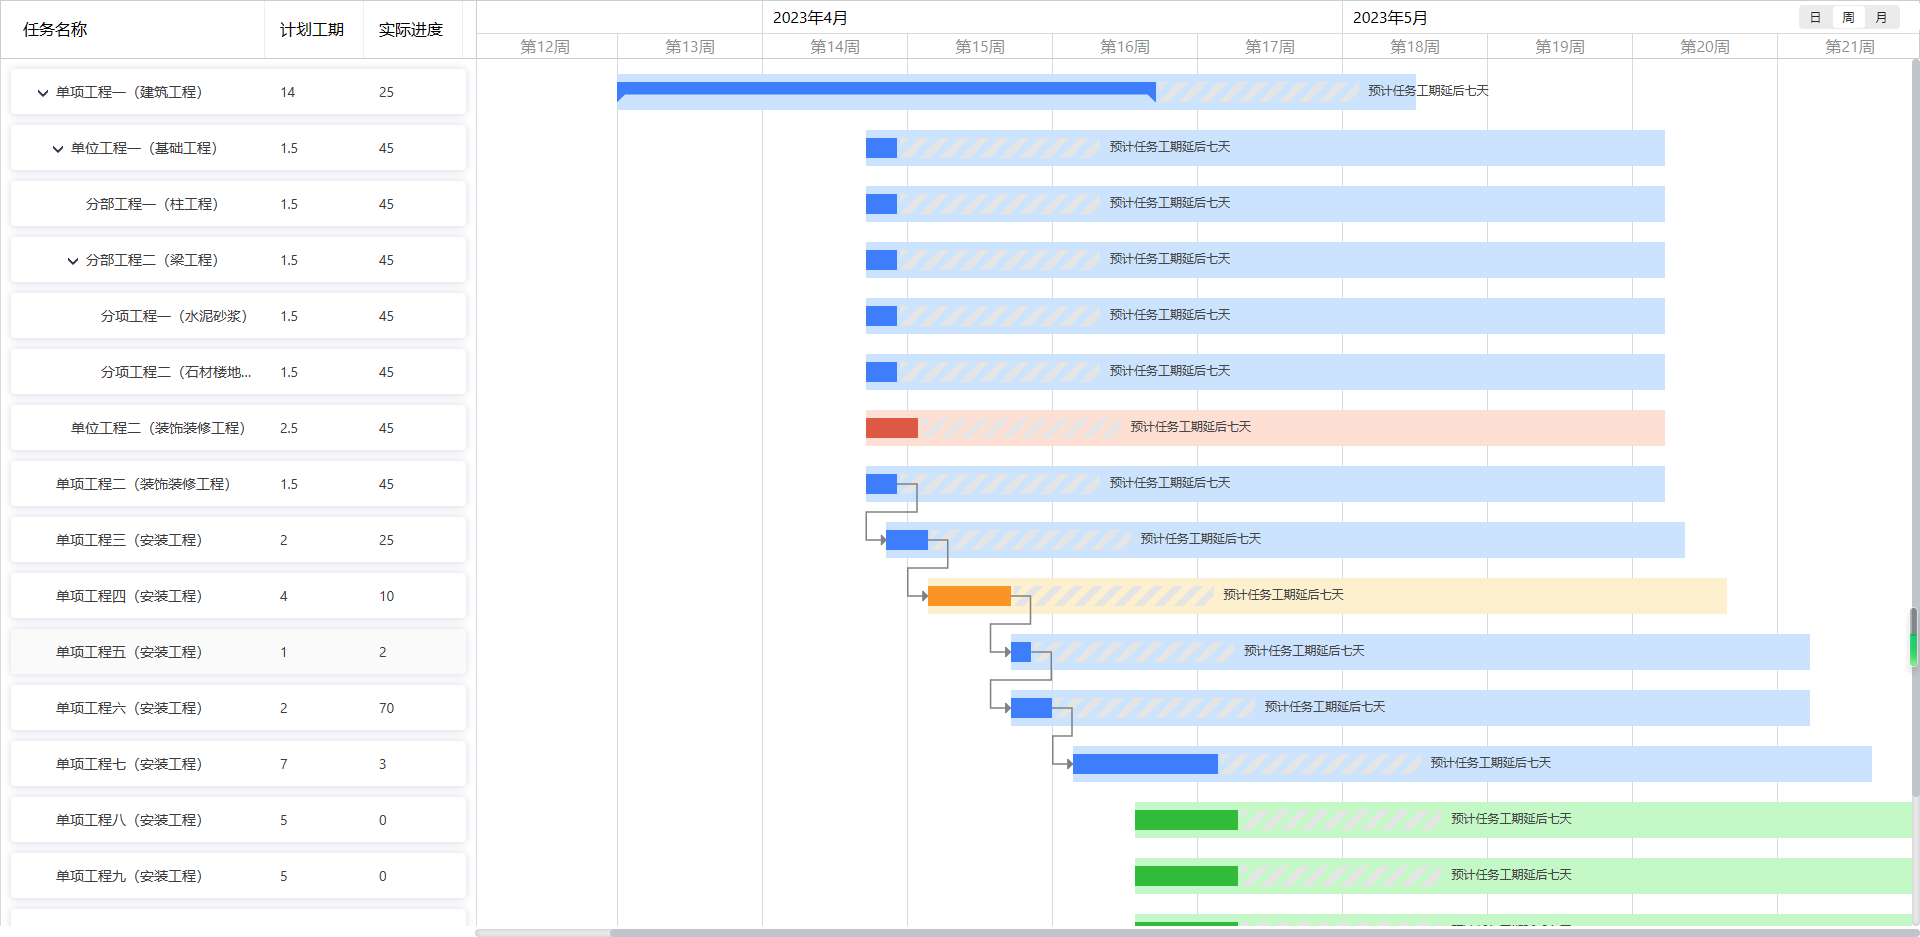 任务名称 计划工期 实际进度 2023年4月 2023年5月 日 周 月
第12周 第13周 第14周 第15周 第16周 第17周 第18周 第19周 第20周 第21周
单项工程一（建筑工程） 14 25 预计任务工期延后七天
单位工程一（基础工程） 1.5 45 预计任务工期延后七天
分部工程一（柱工程） 1.5 45 预计任务工期延后七天
分部工程二（梁工程） 1.5 45 预计任务工期延后七天
分项工程一（水泥砂浆） 1.5 45 预计任务工期延后七天
分项工程二（石材楼地... 1.5 45 预计任务工期延后七天
单位工程二（装饰装修工程） 2.5 45 预计任务工期延后七天
单项工程二（装饰装修工程） 1.5 45 预计任务工期延后七天
单项工程三（安装工程） 2 25 预计任务工期延后七天
单项工程四（安装工程） 4 10 预计任务工期延后七天
单项工程五（安装工程） 1 2 预计任务工期延后七天
单项工程六（安装工程） 2 70 预计任务工期延后七天
单项工程七（安装工程） 7 3 预计任务工期延后七天
单项工程八（安装工程） 5 0 预计任务工期延后七天
单项工程九（安装工程） 5 0 预计任务工期延后七天